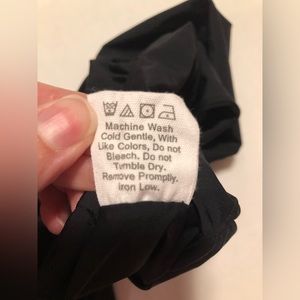 Machine Wash
Cold Gentle, With
Like Colors, Do not
Bleach. Do not
Tumble Dry.
Remove Promptly.
Iron Low.